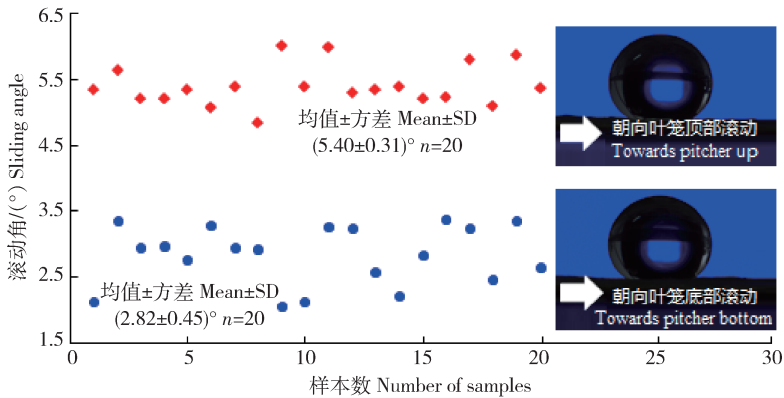 滚动角/(°) Sliding angle
6.5
5.5
4.5
3.5
2.5
1.5
均值±方差 Mean±SD
(5.40±0.31)° n=20
均值±方差 Mean±SD
(2.82±0.45)° n=20
朝向叶笼顶部滚动
Towards pitcher up
朝向叶笼底部滚动
Towards pitcher bottom
0 5 10 15 20 25 30
样本数 Number of samples